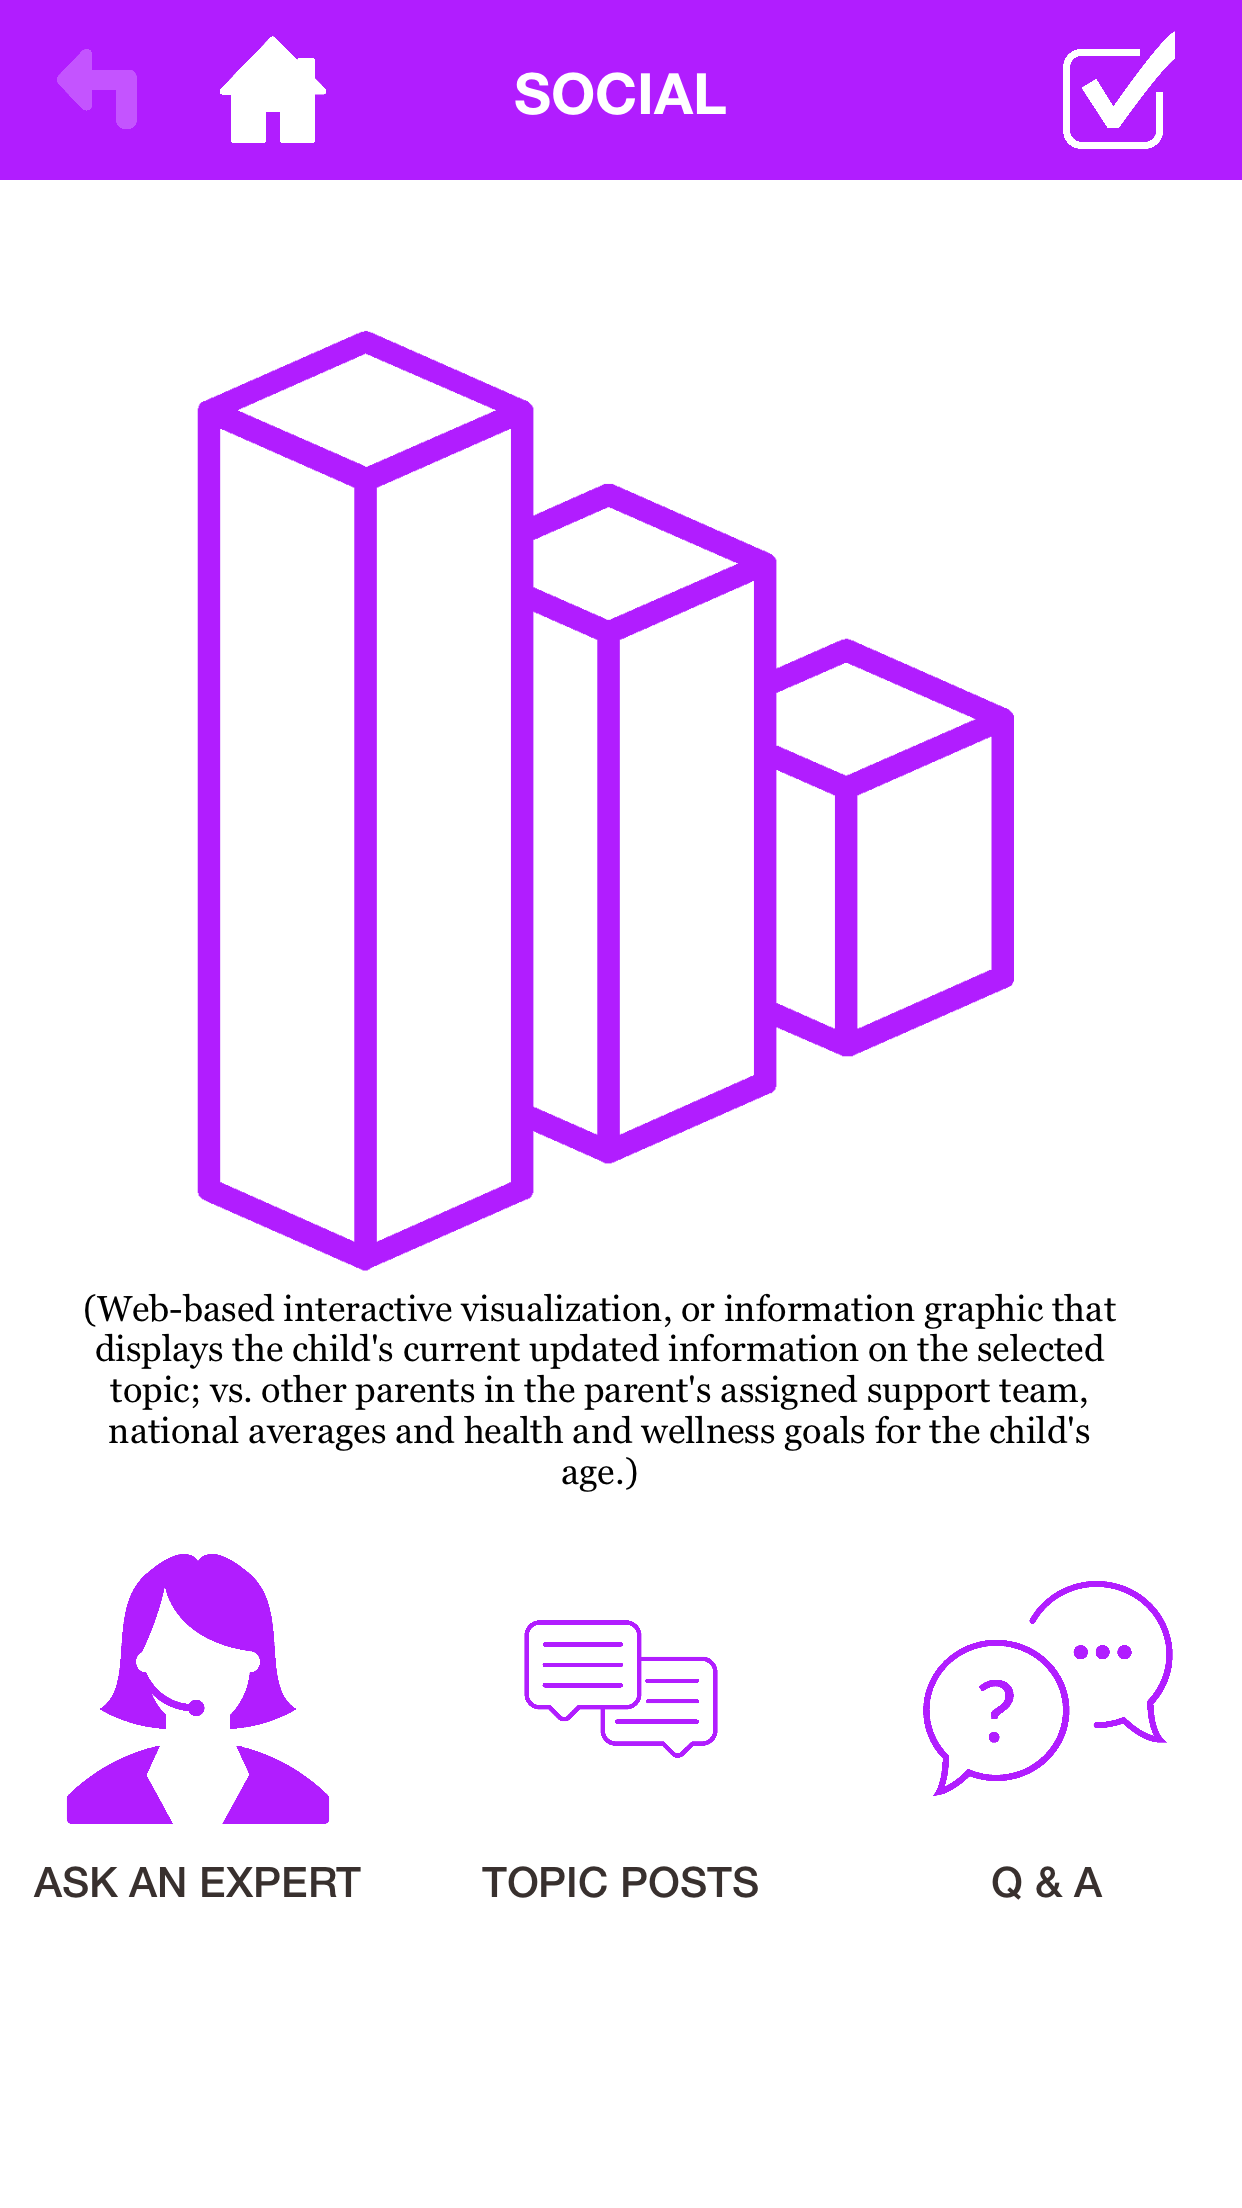 SOCIAL
(Web-based interactive visualization, or information graphic that
displays the child's current updated information on the selected
topic; vs. other parents in the parent's assigned support team,
national averages and health and wellness goals for the child's
age.)
?
ASK AN EXPERT
TOPIC POSTS
Q & A